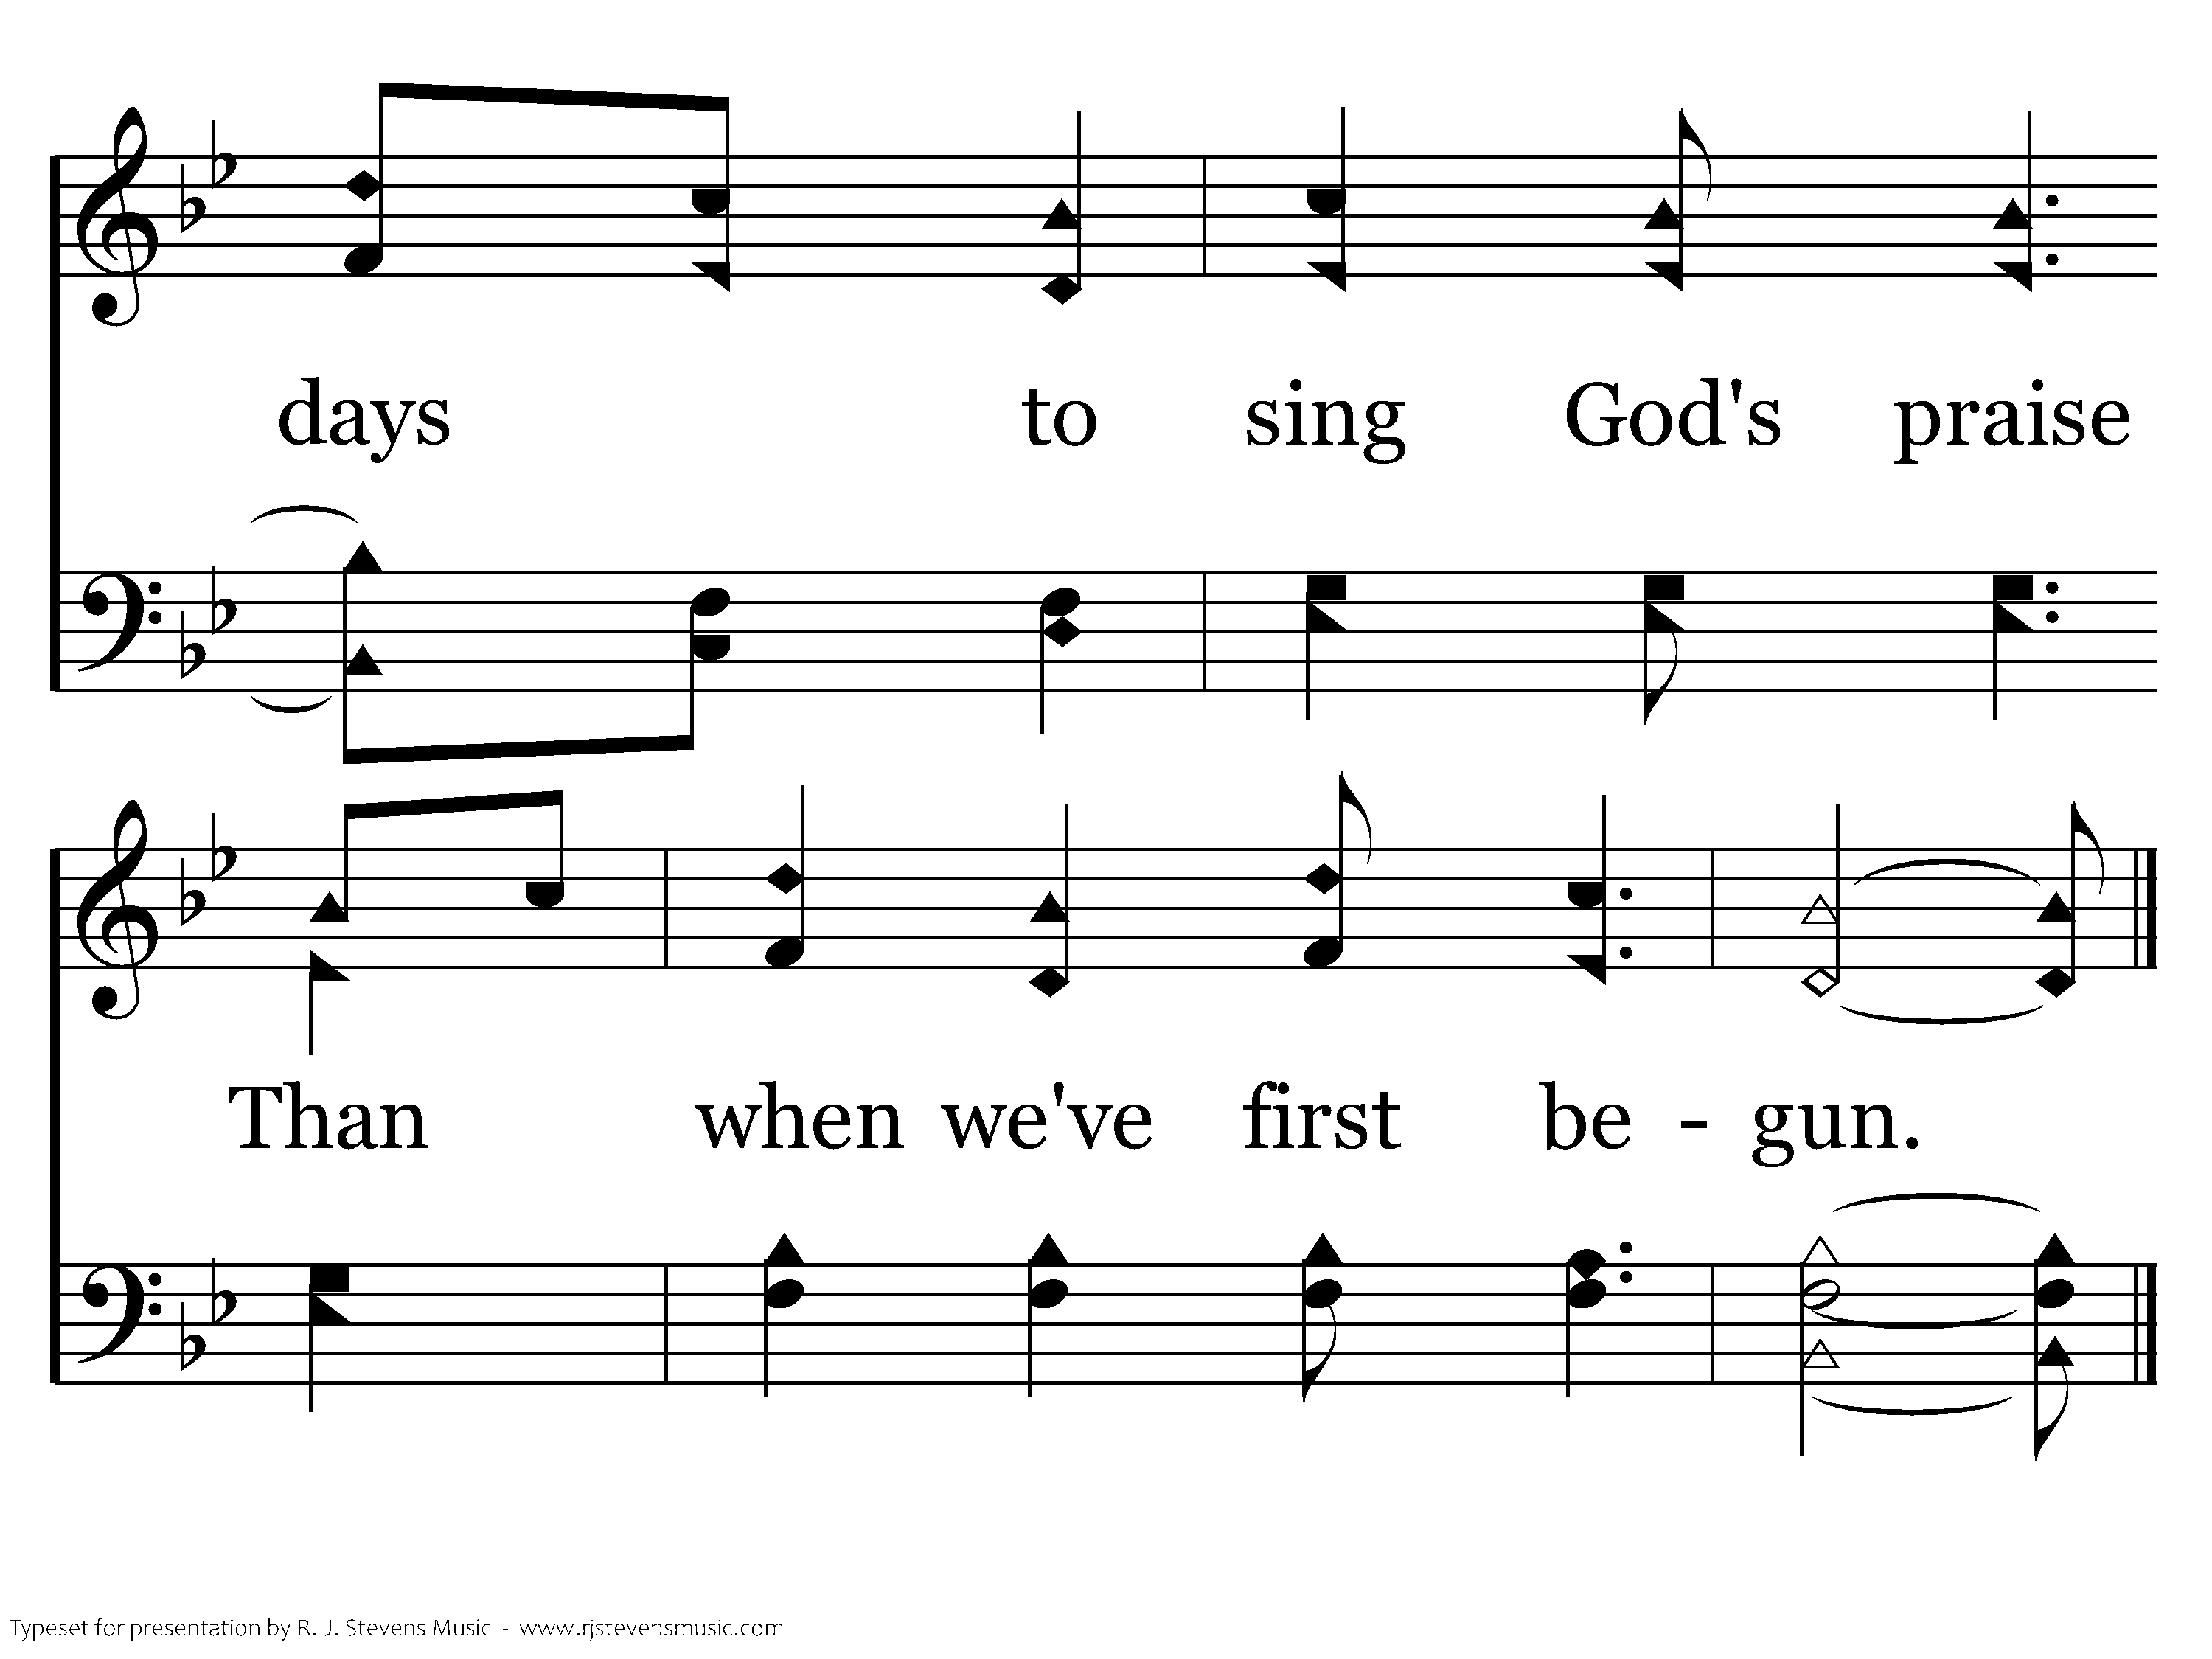 days to sing God's praise
Than when we've first be - gun.
Typeset for presentation by R. J. Stevens Music - www.rjstevensmusic.com